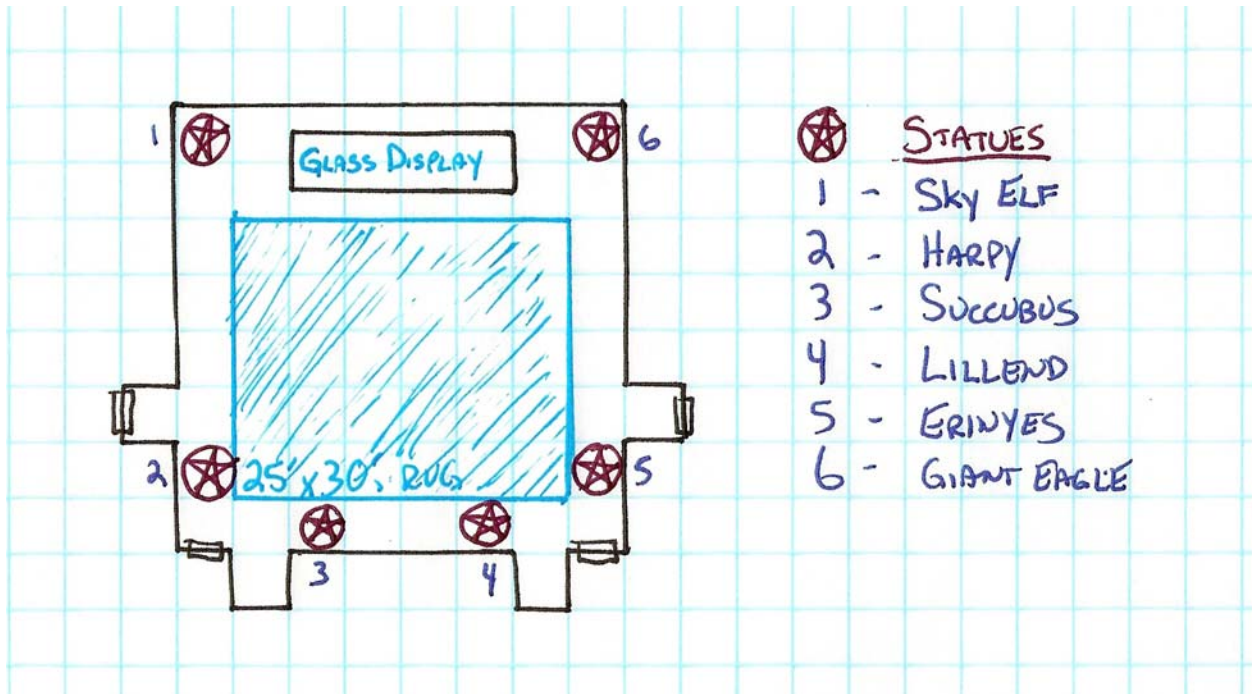 1
6
GLASS DISPLAY
2
25' x 30' RUG
5
3
4
STATUES
1 - SKY ELF
2 - HARPY
3 - SUCCUBUS
4 - LILLEND
5 - ERINYES
6 - GIANT EAGLE